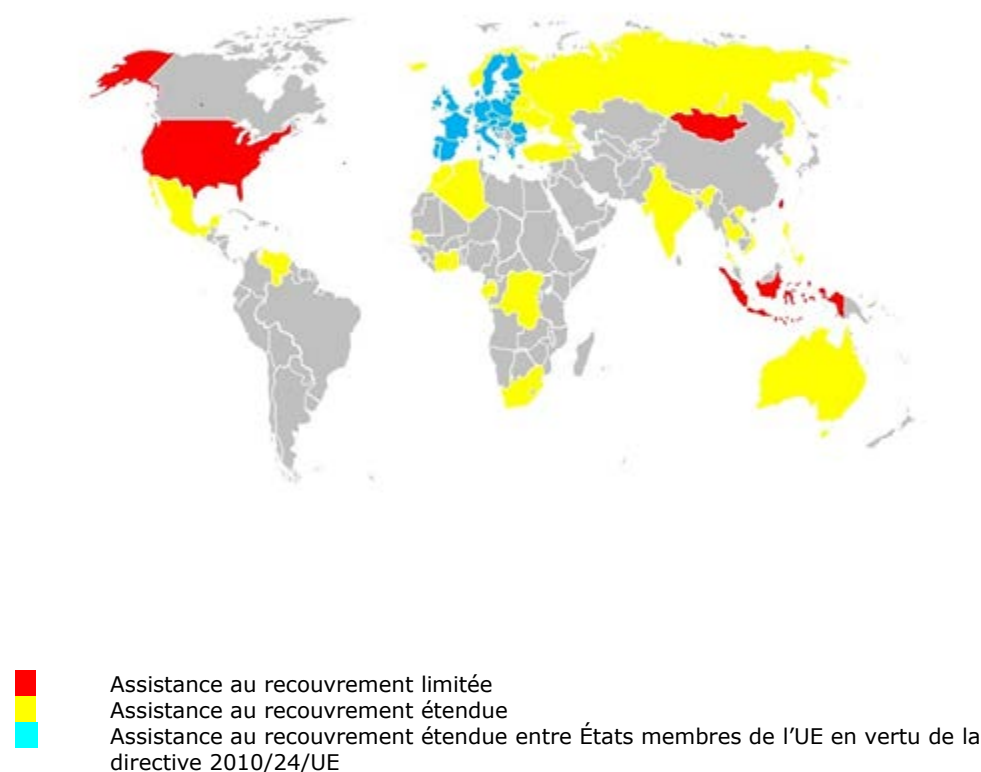 Assistance au recouvrement limitée
Assistance au recouvrement étendue
Assistance au recouvrement étendue entre États membres de l’UE en vertu de la
directive 2010/24/UE